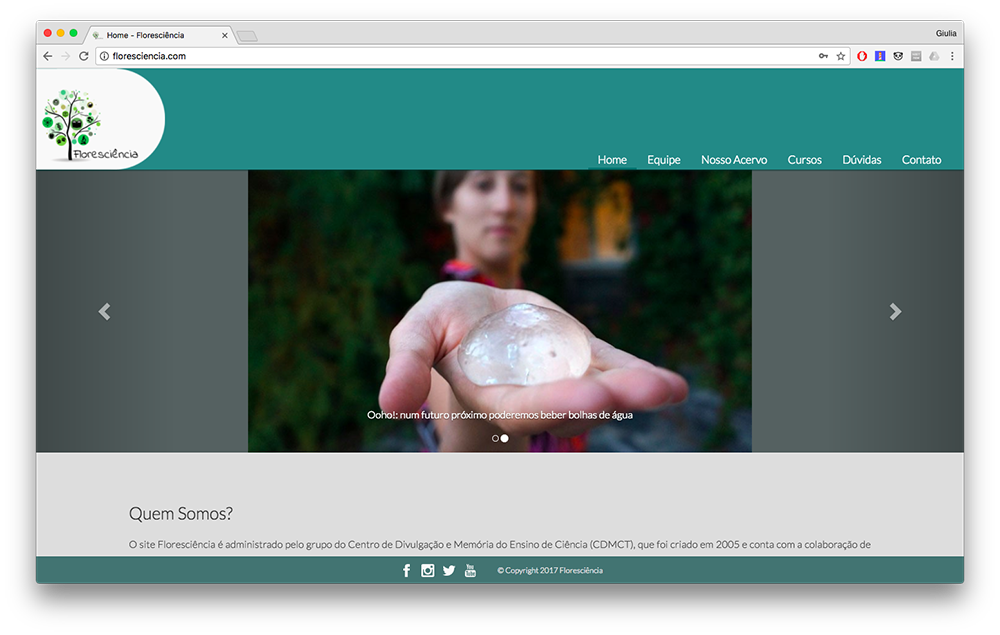 Home - Floresciência
Giulia
floresciencia.com
Floresciência
Home Equipe Nosso Acervo Cursos Dúvidas Contato
Ooho!: num futuro próximo poderemos beber bolhas de água
Quem Somos?
O site Floresciência é administrado pelo grupo do Centro de Divulgação e Memória do Ensino de Ciência (CDMCT), que foi criado em 2005 e conta com a colaboração de
You Tube © Copyright 2017 Floresciência